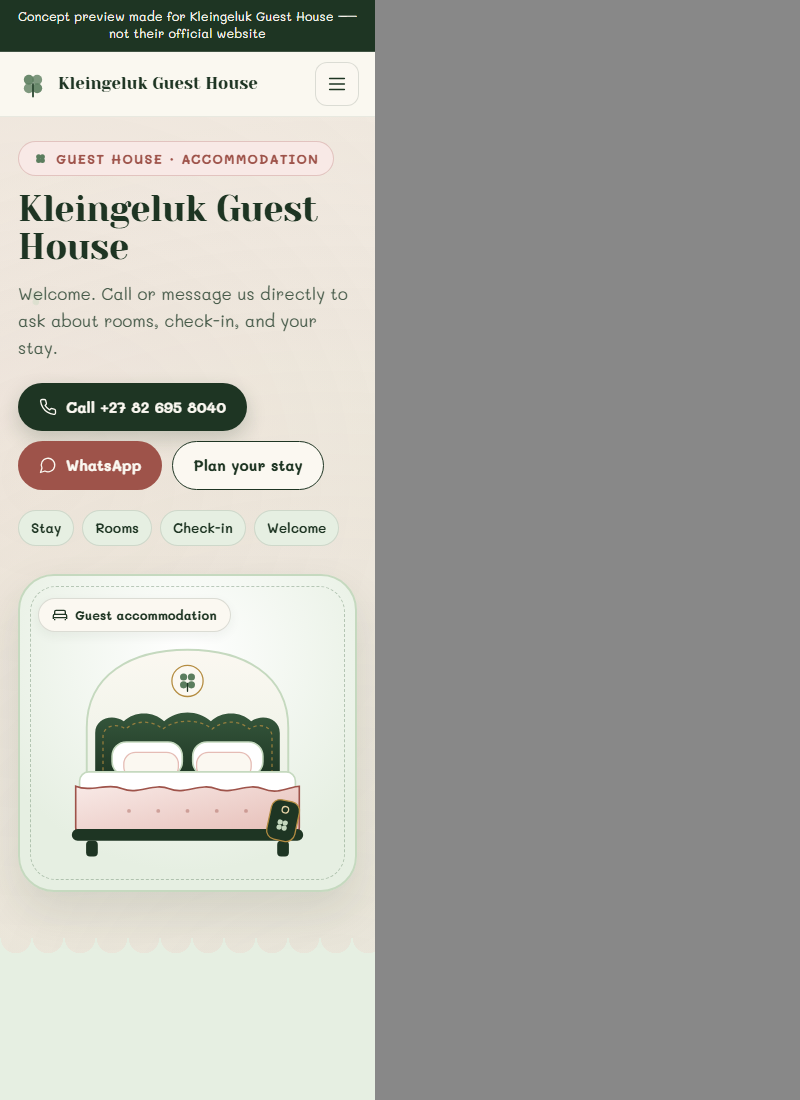 Concept preview made for Kleingeluk Guest House —
not their official website
Kleingeluk Guest House
GUEST HOUSE · ACCOMMODATION
Kleingeluk Guest
House
Welcome. Call or message us directly to
ask about rooms, check-in, and your
stay.
Call +27 82 695 8040
WhatsApp
Plan your stay
Stay
Rooms
Check-in
Welcome
Guest accommodation